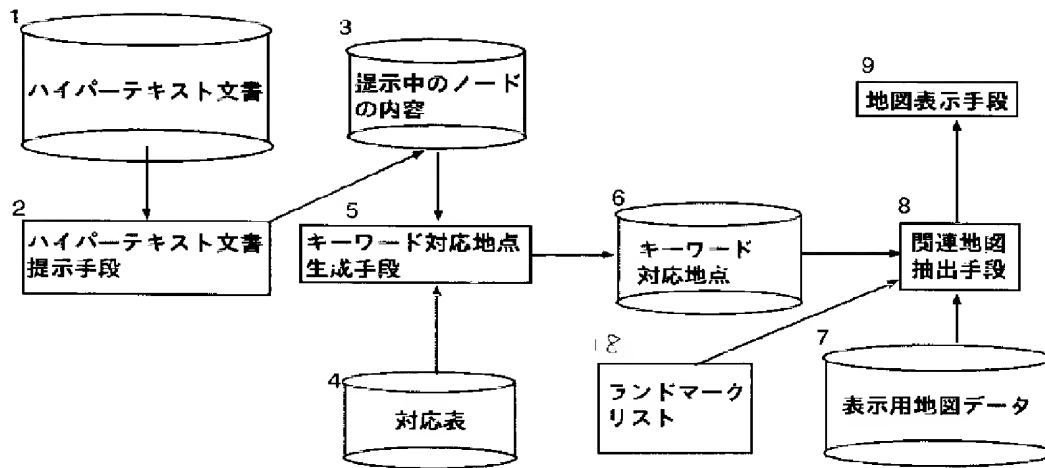 1
ハイパーテキスト文書
2
ハイパーテキスト文書
提示手段
3
提示中のノード
の内容
4
対応表
5
キーワード対応地点
生成手段
6
キーワード
対応地点
18
ランドマーク
リスト
7
表示用地図データ
8
関連地図
抽出手段
9
地図表示手段